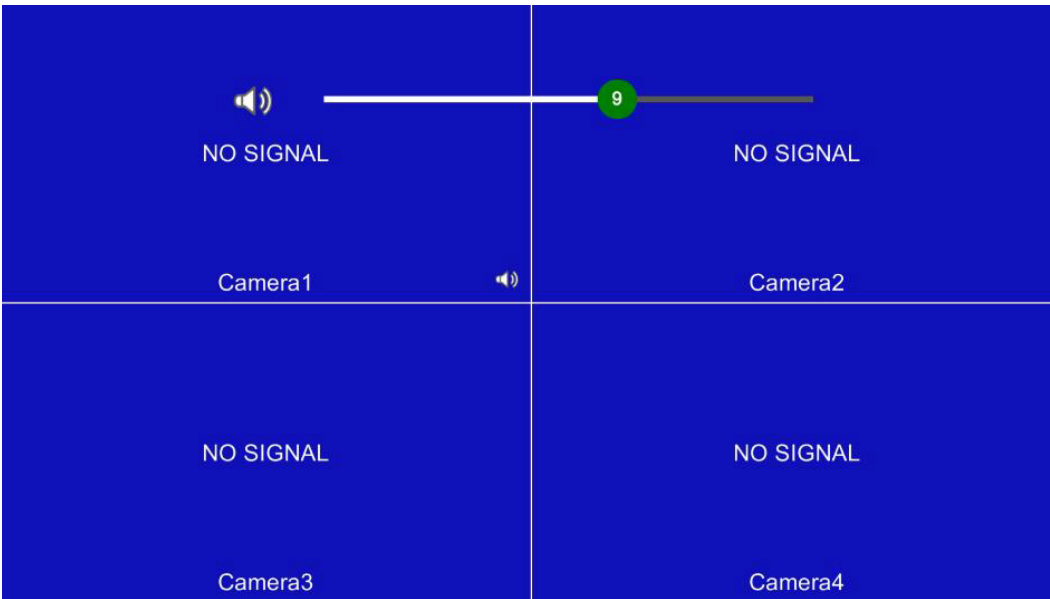 9
NO SIGNAL
NO SIGNAL
Camera1
Camera2
NO SIGNAL
NO SIGNAL
Camera3
Camera4